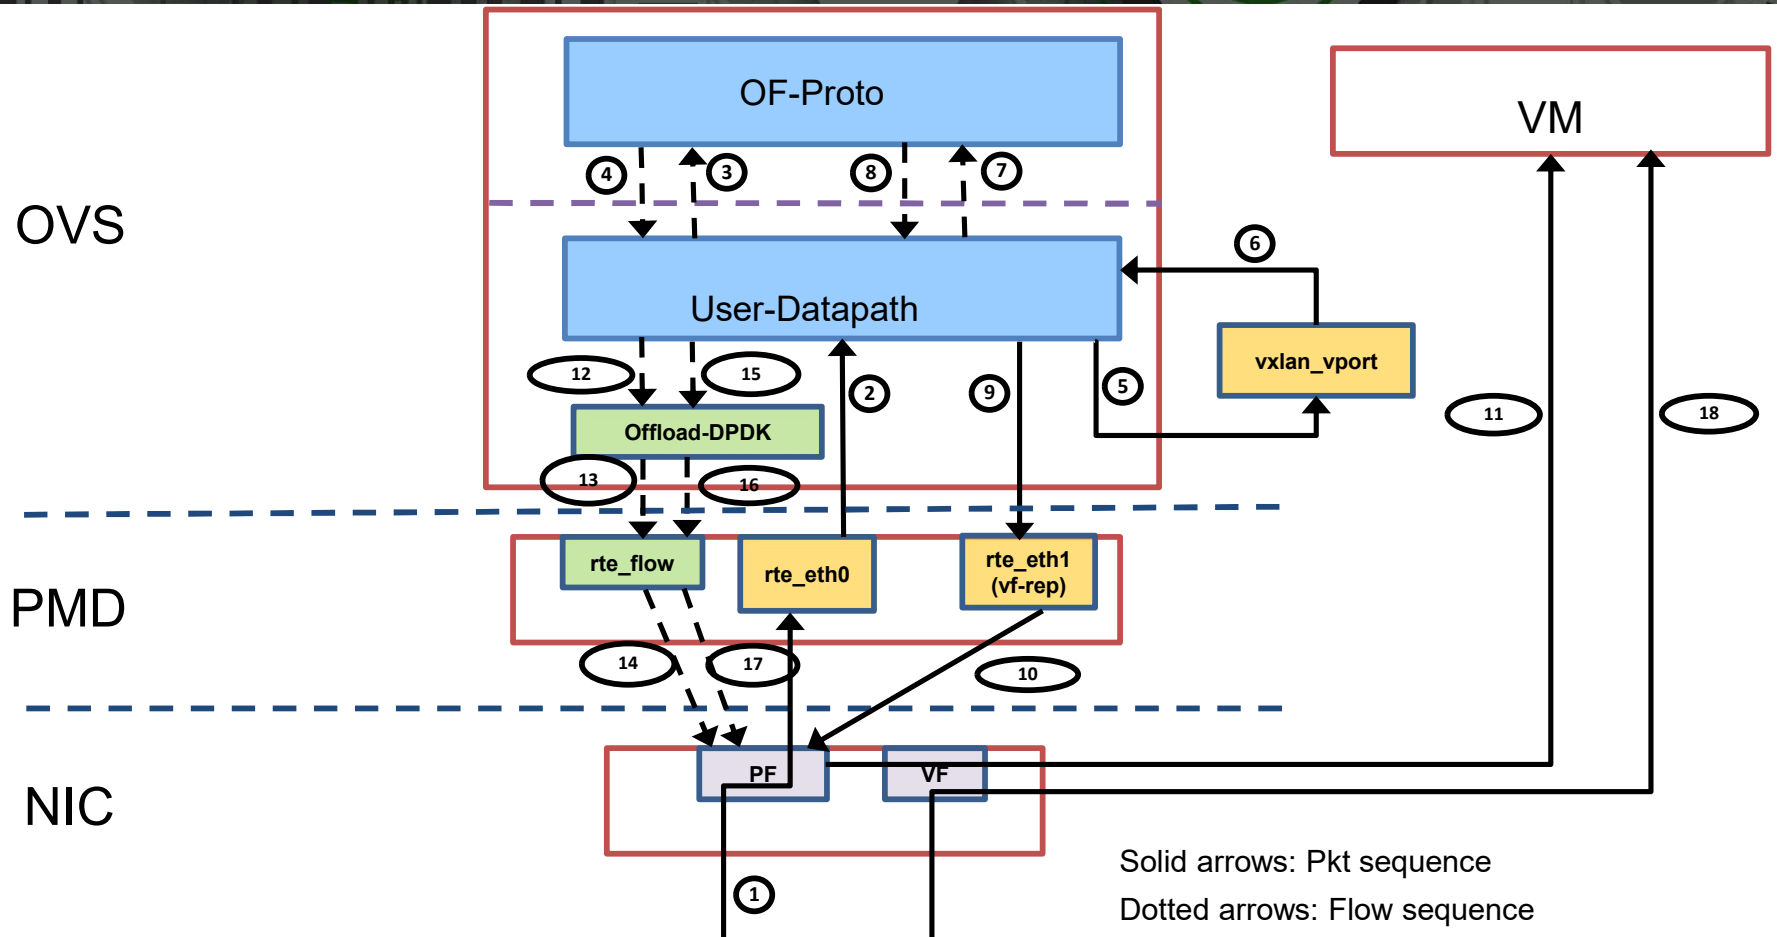 OF-Proto
VM
4
3
8
7
OVS
6
User-Datapath
vxlan_vport
12
15
2
9
5
11
18
Offload-DPDK
13
16
rte_flow
rte_eth0
rte_eth1
(vf-rep)
PMD
14
17
10
PF
VF
NIC
Solid arrows: Pkt sequence
1
Dotted arrows: Flow sequence